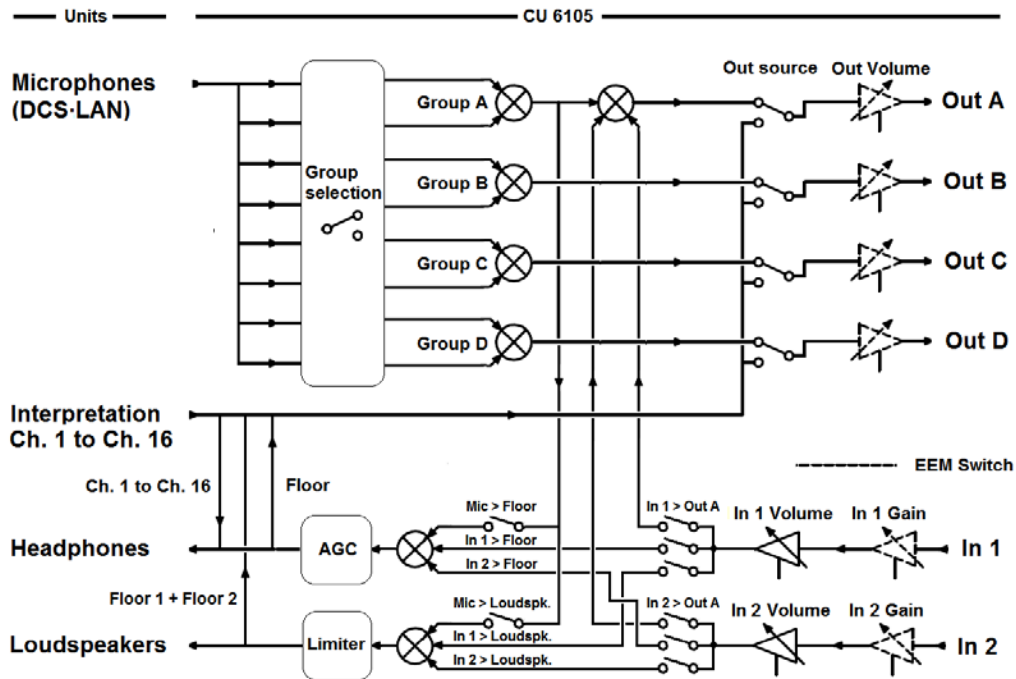 Units
CU 6105
Microphones
(DCS·LAN)
Group
selection
Group A
Group B
Group C
Group D
Out source
Out Volume
Out A
Out B
Out C
Out D
Interpretation
Ch. 1 to Ch. 16
Ch. 1 to Ch. 16
Floor
EEM Switch
Headphones
AGC
Mic > Floor
In 1 > Floor
In 2 > Floor
In 1 > Out A
In 1 Volume
In 1 Gain
In 1
Floor 1 + Floor 2
Loudspeakers
Limiter
Mic > Loudspk.
In 1 > Loudspk.
In 2 > Loudspk.
In 2 > Out A
In 2 Volume
In 2 Gain
In 2